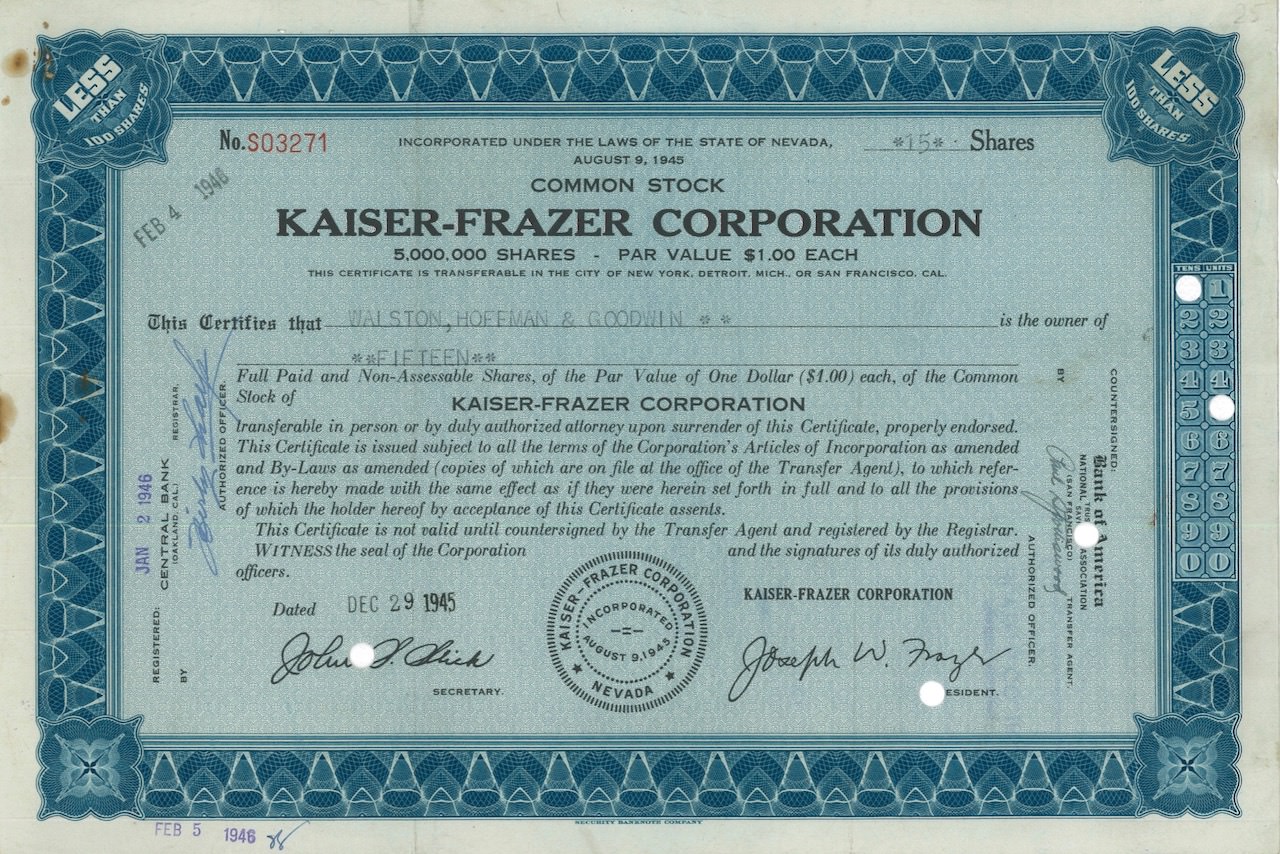 LESS
THAN
100 SHARES
LESS
THAN
100 SHARES
No. S03271
INCORPORATED UNDER THE LAWS OF THE STATE OF NEVADA,
AUGUST 9, 1945
*15* Shares
COMMON STOCK
FEB 4 1946
KAISER-FRAZER CORPORATION
5,000,000 SHARES - PAR VALUE $1.00 EACH
THIS CERTIFICATE IS TRANSFERABLE IN THE CITY OF NEW YORK, DETROIT, MICH., OR SAN FRANCISCO, CAL.
This Certifies that WALSTON, HOFFMAN & GOODWIN * * is the owner of
**FIFTEEN**
Full Paid and Non-Assessable Shares, of the Par Value of One Dollar ($1.00) each, of the Common
Stock of
KAISER-FRAZER CORPORATION
transferable in person or by duly authorized attorney upon surrender of this Certificate, properly endorsed.
This Certificate is issued subject to all the terms of the Corporation's Articles of Incorporation as amended
and By-Laws as amended (copies of which are on file at the office of the Transfer Agent), to which refer-
ence is hereby made with the same effect as if they were herein set forth in full and to all the provisions
of which the holder hereof by acceptance of this Certificate assents.
This Certificate is not valid until countersigned by the Transfer Agent and registered by the Registrar.
WITNESS the seal of the Corporation and the signatures of its duly authorized
officers.
Dated DEC 29 1945
KAISER-FRAZER CORPORATION
NEVADA
INCORPORATED
AUGUST 9, 1945
KAISER-FRAZER CORPORATION
Joseph W. Frazer
ESIDENT.
John
SECRETARY.
REGISTERED: JAN 2 1946
CENTRAL BANK
(OAKLAND, CAL.) REGISTRAR,
BY
AUTHORIZED OFFICER.
COUNTERSIGNED:
Bank of America
NATIONAL TRUST ASSOCIATION
(SAN FRANCISCO) TRANSFER AGENT.
BY
AUTHORIZED OFFICER.
TENS UNITS
1
2 2
3 3
4 4
5
6 6
7 7
8 8
9 9
0 0
FEB 5 1946
SECURITY BANKNOTE COMPANY
25